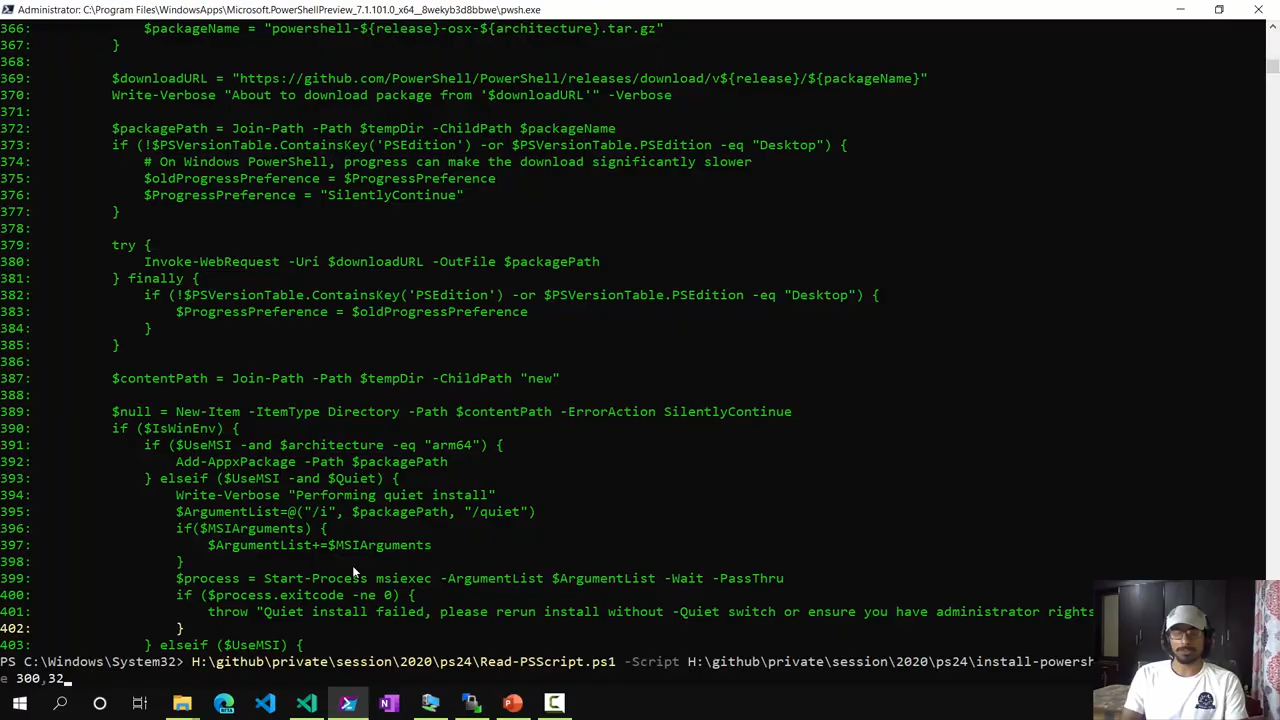 Administrator: C:\Program Files\WindowsApps\Microsoft.PowerShellPreview_7.1.101.0_x64__8wekyb3d8bbwe\pwsh.exe
366:              $packageName = "powershell-${release}-osx-${architecture}.tar.gz"
367:          }
368:
369:          $downloadURL = "https://github.com/PowerShell/PowerShell/releases/download/v${release}/${packageName}"
370:          Write-Verbose "About to download package from '$downloadURL'" -Verbose
371:
372:          $packagePath = Join-Path -Path $tempDir -ChildPath $packageName
373:          if (!$PSVersionTable.ContainsKey('PSEdition') -or $PSVersionTable.PSEdition -eq "Desktop") {
374:              # On Windows PowerShell, progress can make the download significantly slower
375:              $oldProgressPreference = $ProgressPreference
376:              $ProgressPreference = "SilentlyContinue"
377:          }
378:
379:          try {
380:              Invoke-WebRequest -Uri $downloadURL -OutFile $packagePath
381:          } finally {
382:              if (!$PSVersionTable.ContainsKey('PSEdition') -or $PSVersionTable.PSEdition -eq "Desktop") {
383:                  $ProgressPreference = $oldProgressPreference
384:              }
385:          }
386:
387:          $contentPath = Join-Path -Path $tempDir -ChildPath "new"
388:
389:          $null = New-Item -ItemType Directory -Path $contentPath -ErrorAction SilentlyContinue
390:          if ($IsWinEnv) {
391:              if ($UseMSI -and $architecture -eq "arm64") {
392:                  Add-AppxPackage -Path $packagePath
393:              } elseif ($UseMSI -and $Quiet) {
394:                  Write-Verbose "Performing quiet install"
395:                  $ArgumentList=@("/i", $packagePath, "/quiet")
396:                  if($MSIArguments) {
397:                      $ArgumentList+=$MSIArguments
398:                  }
399:                  $process = Start-Process msiexec -ArgumentList $ArgumentList -Wait -PassThru
400:                  if ($process.exitcode -ne 0) {
401:                      throw "Quiet install failed, please rerun install without -Quiet switch or ensure you have administrator rights
402:                  }
403:              } elseif ($UseMSI) {
PS C:\Windows\System32> H:\github\private\session\2020\ps24\Read-PSScript.ps1 -Script H:\github\private\session\2020\ps24\install-powersh
e 300,32